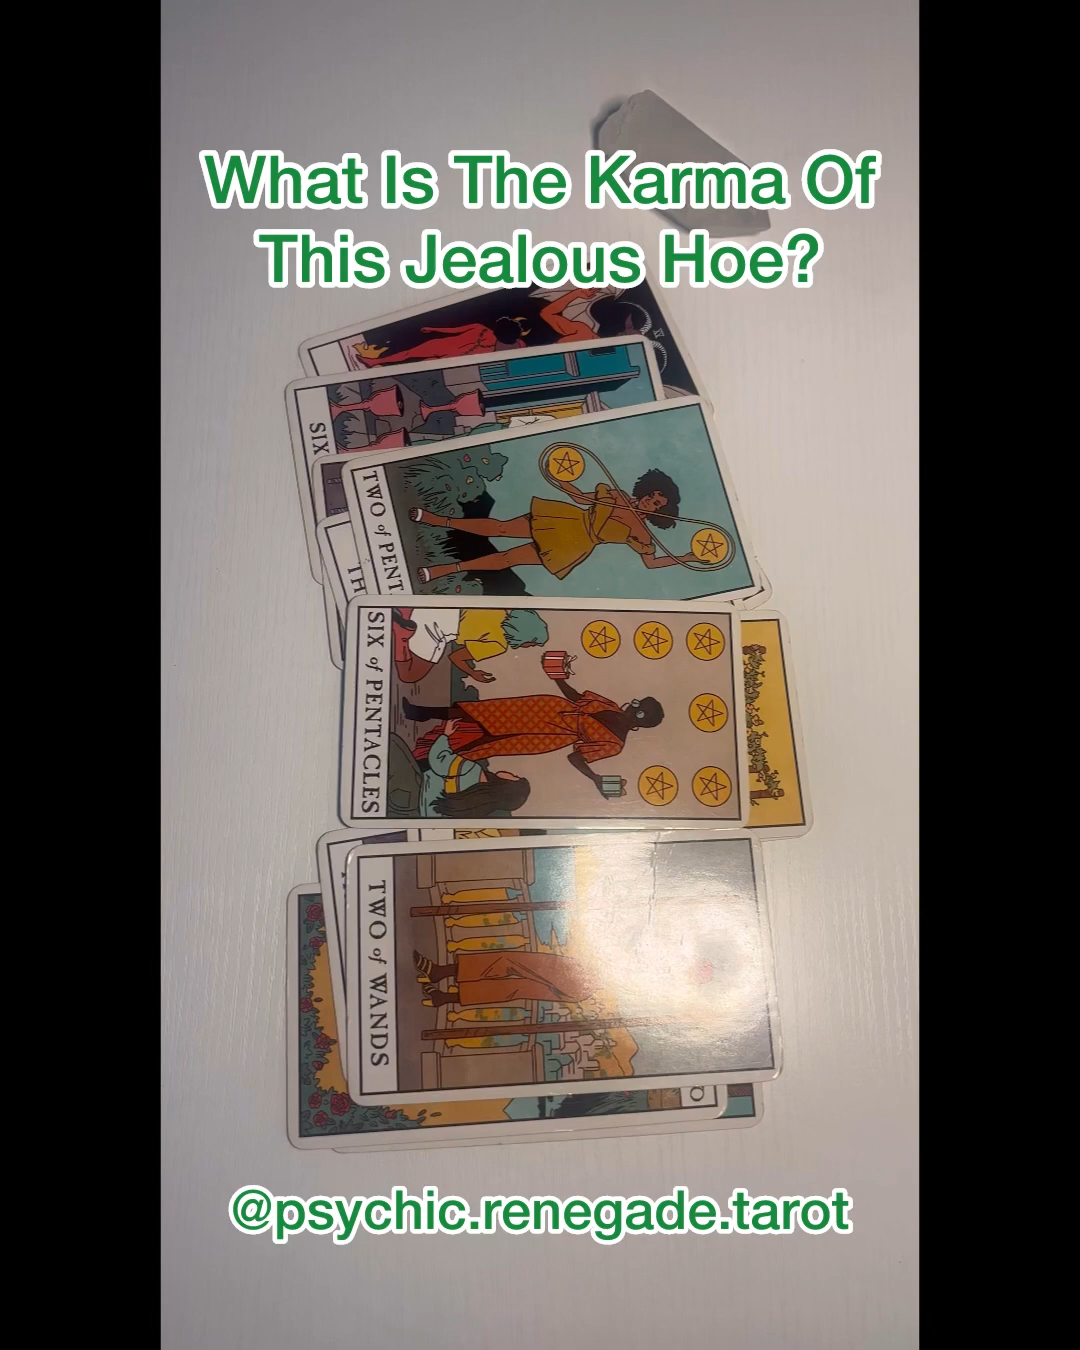 What Is The Karma Of
This Jealous Hoe?
SIX
TWO of PENT
TH
SIX of PENTACLES
TWO of WANDS
@psychic.renegade.tarot